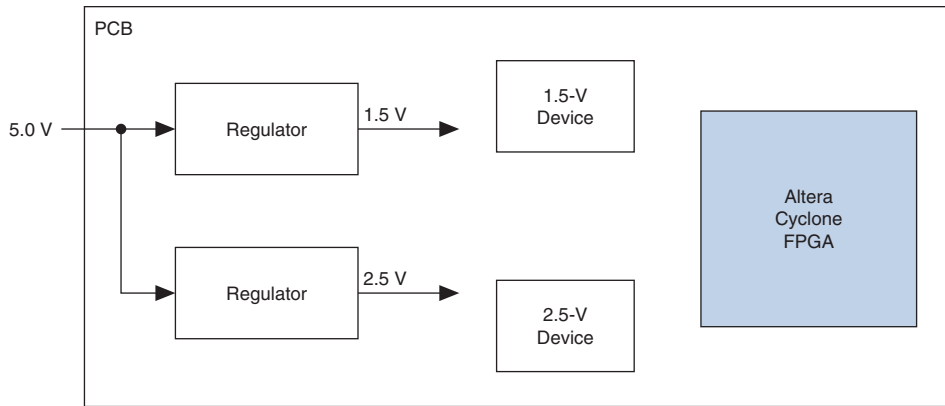 PCB
5.0 V
Regulator
1.5 V
1.5-V
Device
Altera
Cyclone
FPGA
Regulator
2.5 V
2.5-V
Device